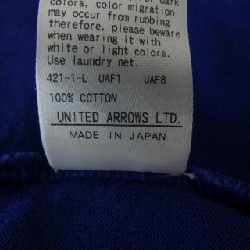 colors, color migration
may occur from rubbing
therefore, please beware
when wearing it with
white or light colors.
Use laundry net.
421-1-L UAF1 UAF8
100% COTTON
UNITED ARROWS LTD.
MADE IN JAPAN